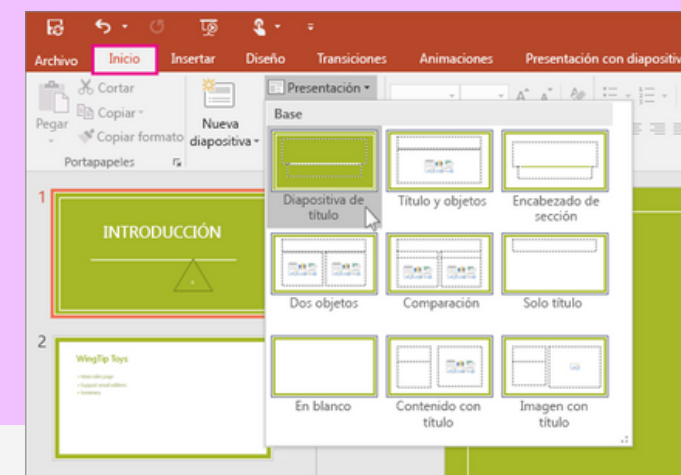 Archivo Inicio Insertar Diseño Transiciones Animaciones Presentación con
Cortar
Copiar
Copiar formato
Pegar
Portapapeles
Nueva
diapositiva
Presentación
Base
Diapositiva de
título
Título y objetos
Encabezado de
sección
Dos objetos
Comparación
Solo título
En blanco
Contenido con
título
Imagen con
título
1
INTRODUCCIÓN
2
WingTip Toys